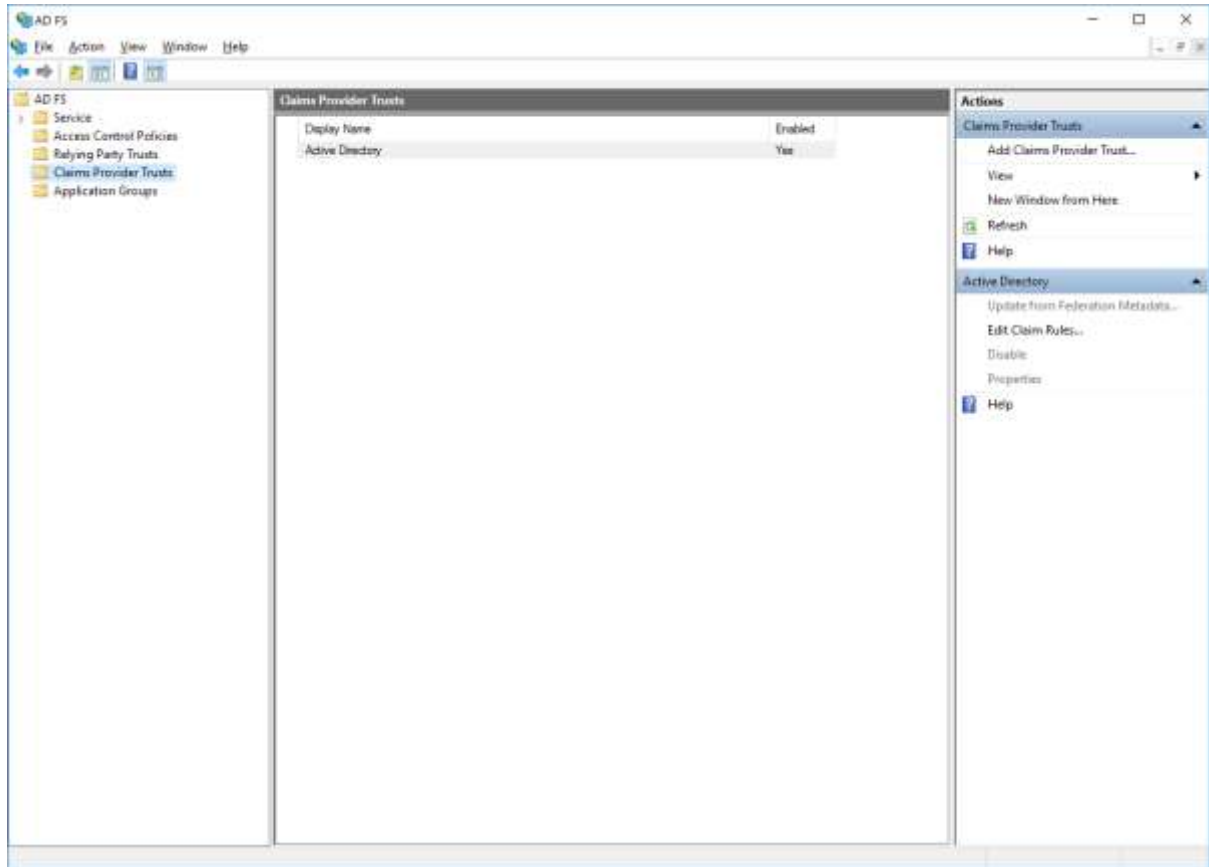 AD FS
File Action View Window Help
AD FS
Service
Access Control Policies
Relying Party Trusts
Claims Provider Trusts
Application Groups
Claims Provider Trusts
Display Name Enabled
Active Directory Yes
Actions
Claims Provider Trusts
Add Claims Provider Trust...
View
New Window from Here
Refresh
Help
Active Directory
Update from Federation Metadata...
Edit Claim Rules...
Disable
Properties
Help